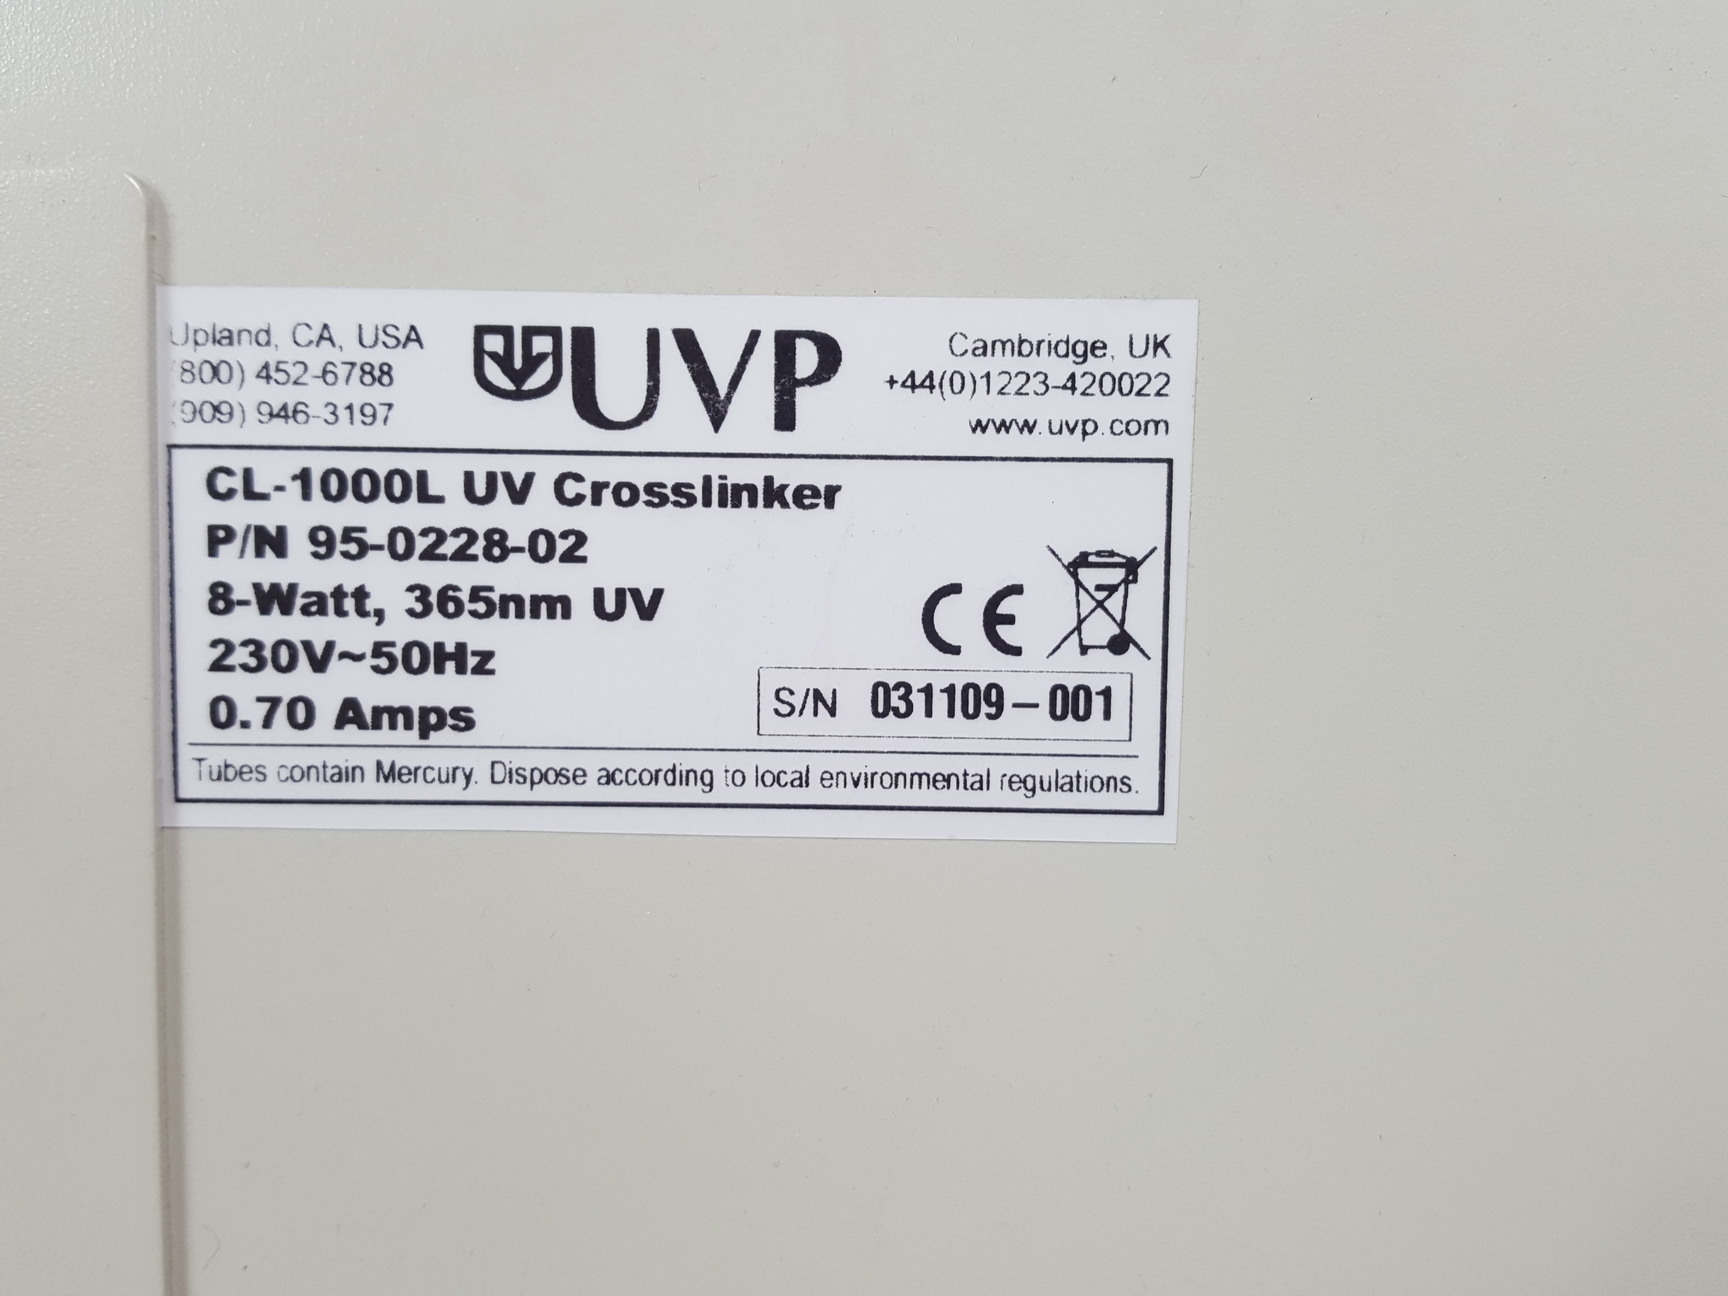 Upland, CA, USA
(800) 452-6788
(909) 946-3197
UVP
Cambridge, UK
+44(0)1223-420022
www.uvp.com
CL-1000L UV Crosslinker
P/N 95-0228-02
8-Watt, 365nm UV
230V~50Hz
0.70 Amps
CE
S/N 031109-001
Tubes contain Mercury. Dispose according to local environmental regulations.